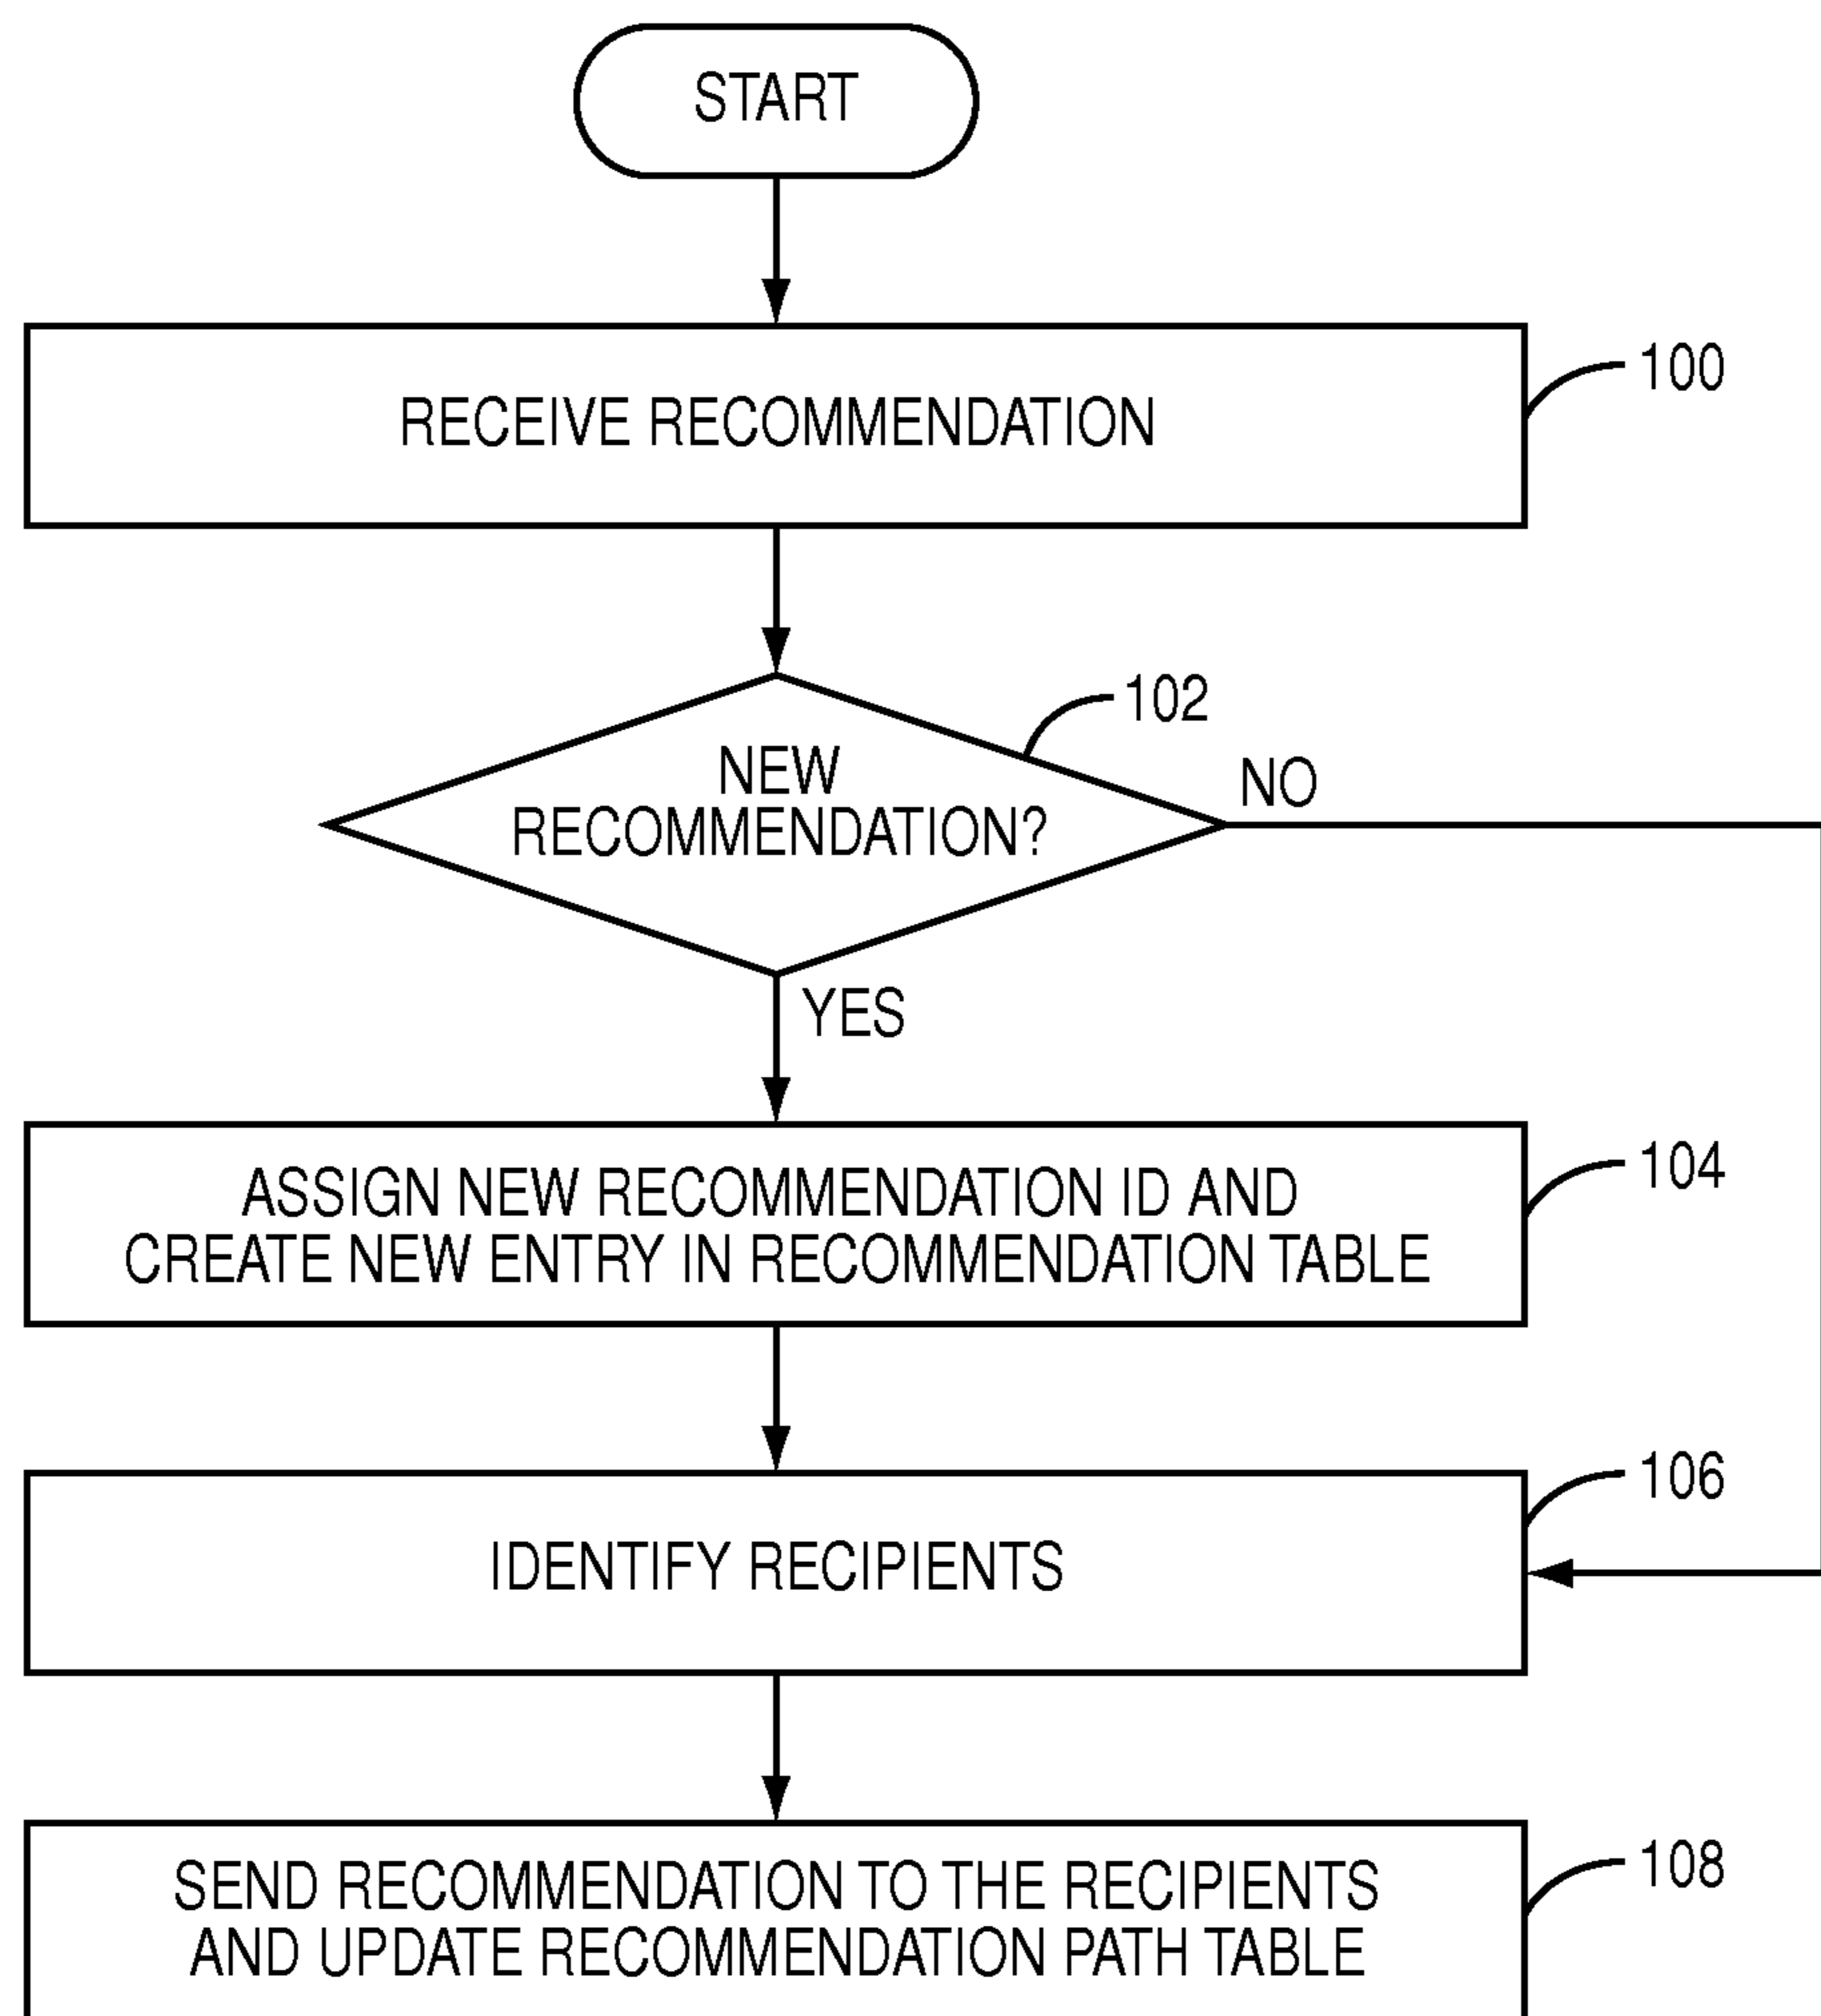 START
RECEIVE RECOMMENDATION
100
102
NEW
RECOMMENDATION?
NO
YES
ASSIGN NEW RECOMMENDATION ID AND
CREATE NEW ENTRY IN RECOMMENDATION TABLE
104
IDENTIFY RECIPIENTS
106
SEND RECOMMENDATION TO THE RECIPIENTS
AND UPDATE RECOMMENDATION PATH TABLE
108